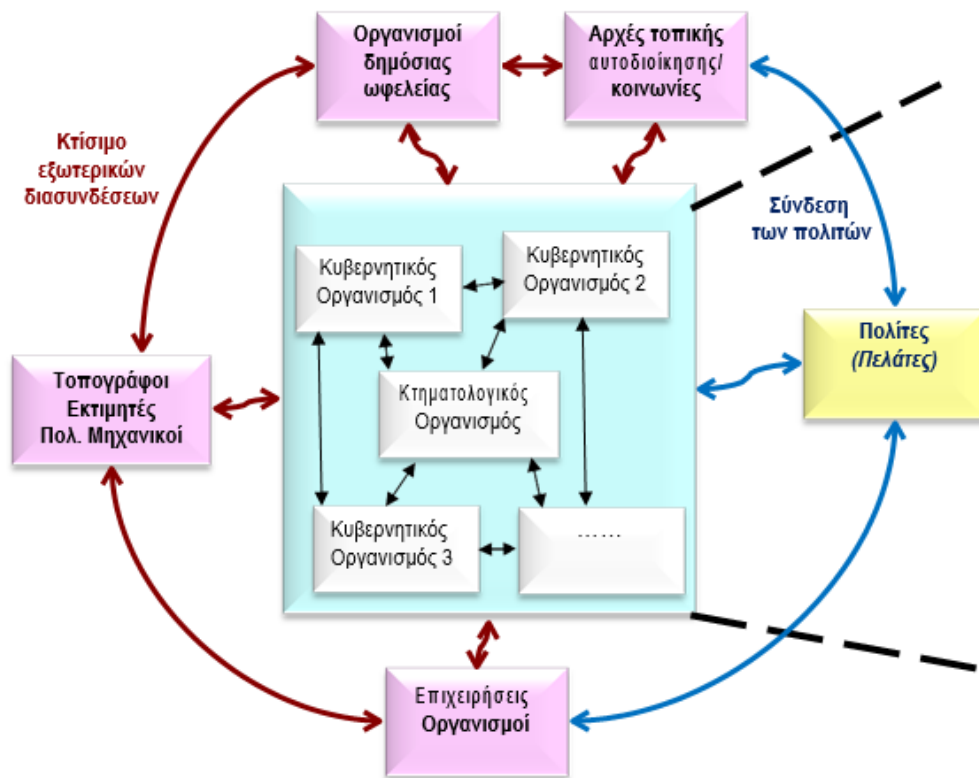 Οργανισμοί
δημόσιας
ωφελείας
Αρχές τοπικής
αυτοδιοίκησης/
κοινωνίες
Κτίσιμο
εξωτερικών
διασυνδέσεων
Σύνδεση
των πολιτών
Κυβερνητικός
Οργανισμός 1
Κυβερνητικός
Οργανισμός 2
Πολίτες
(Πελάτες)
Τοπογράφοι
Εκτιμητές
Πολ. Μηχανικοί
Κτηματολογικός
Οργανισμός
Κυβερνητικός
Οργανισμός 3
……
Επιχειρήσεις
Οργανισμοί